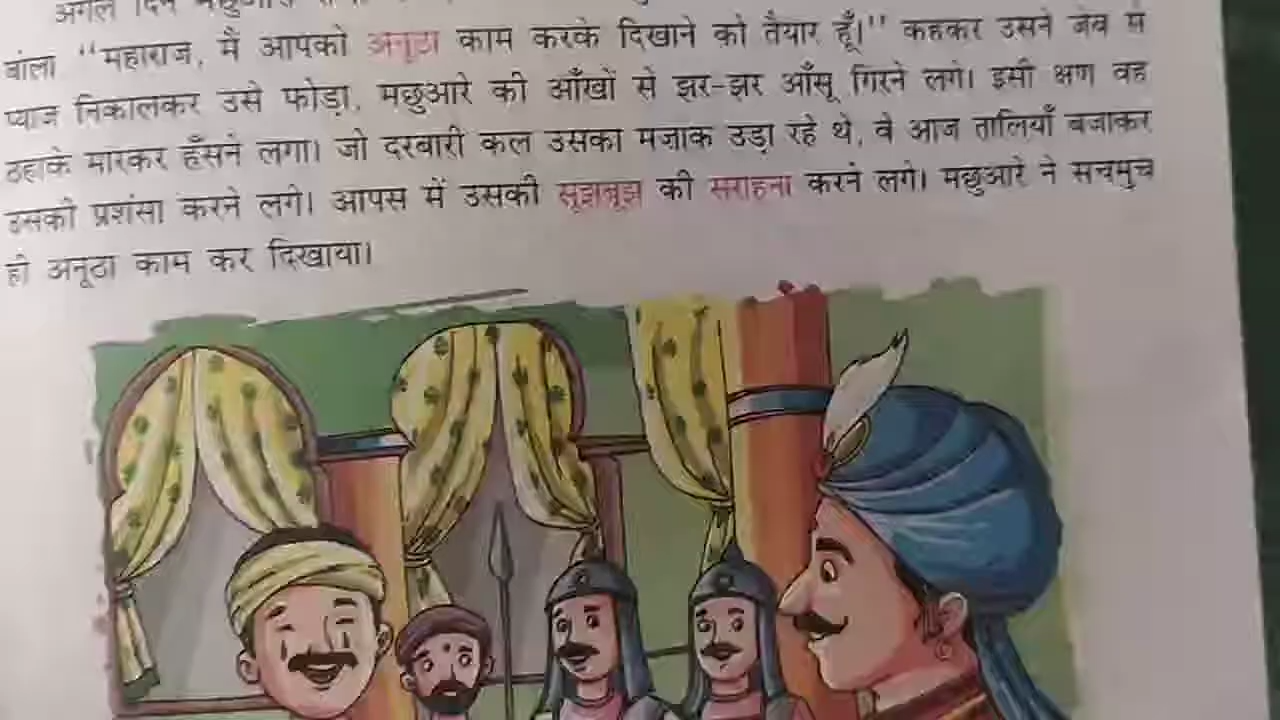 अगले दिन मछुआरा
बोला "महाराज, मैं आपको अनूठा काम करके दिखाने को तैयार हूँ।" कहकर उसने जेब से
प्याज निकालकर उसे फोड़ा, मछुआरे की आँखों से झर-झर आँसू गिरने लगे। इसी क्षण वह
ठहाके मारकर हँसने लगा। जो दरबारी कल उसका मजाक उड़ा रहे थे, वे आज तालियाँ बजाकर
उसकी प्रशंसा करने लगे। आपस में उसकी सूझबूझ की सराहना करने लगे। मछुआरे ने सचमुच
ही अनूठा काम कर दिखाया।